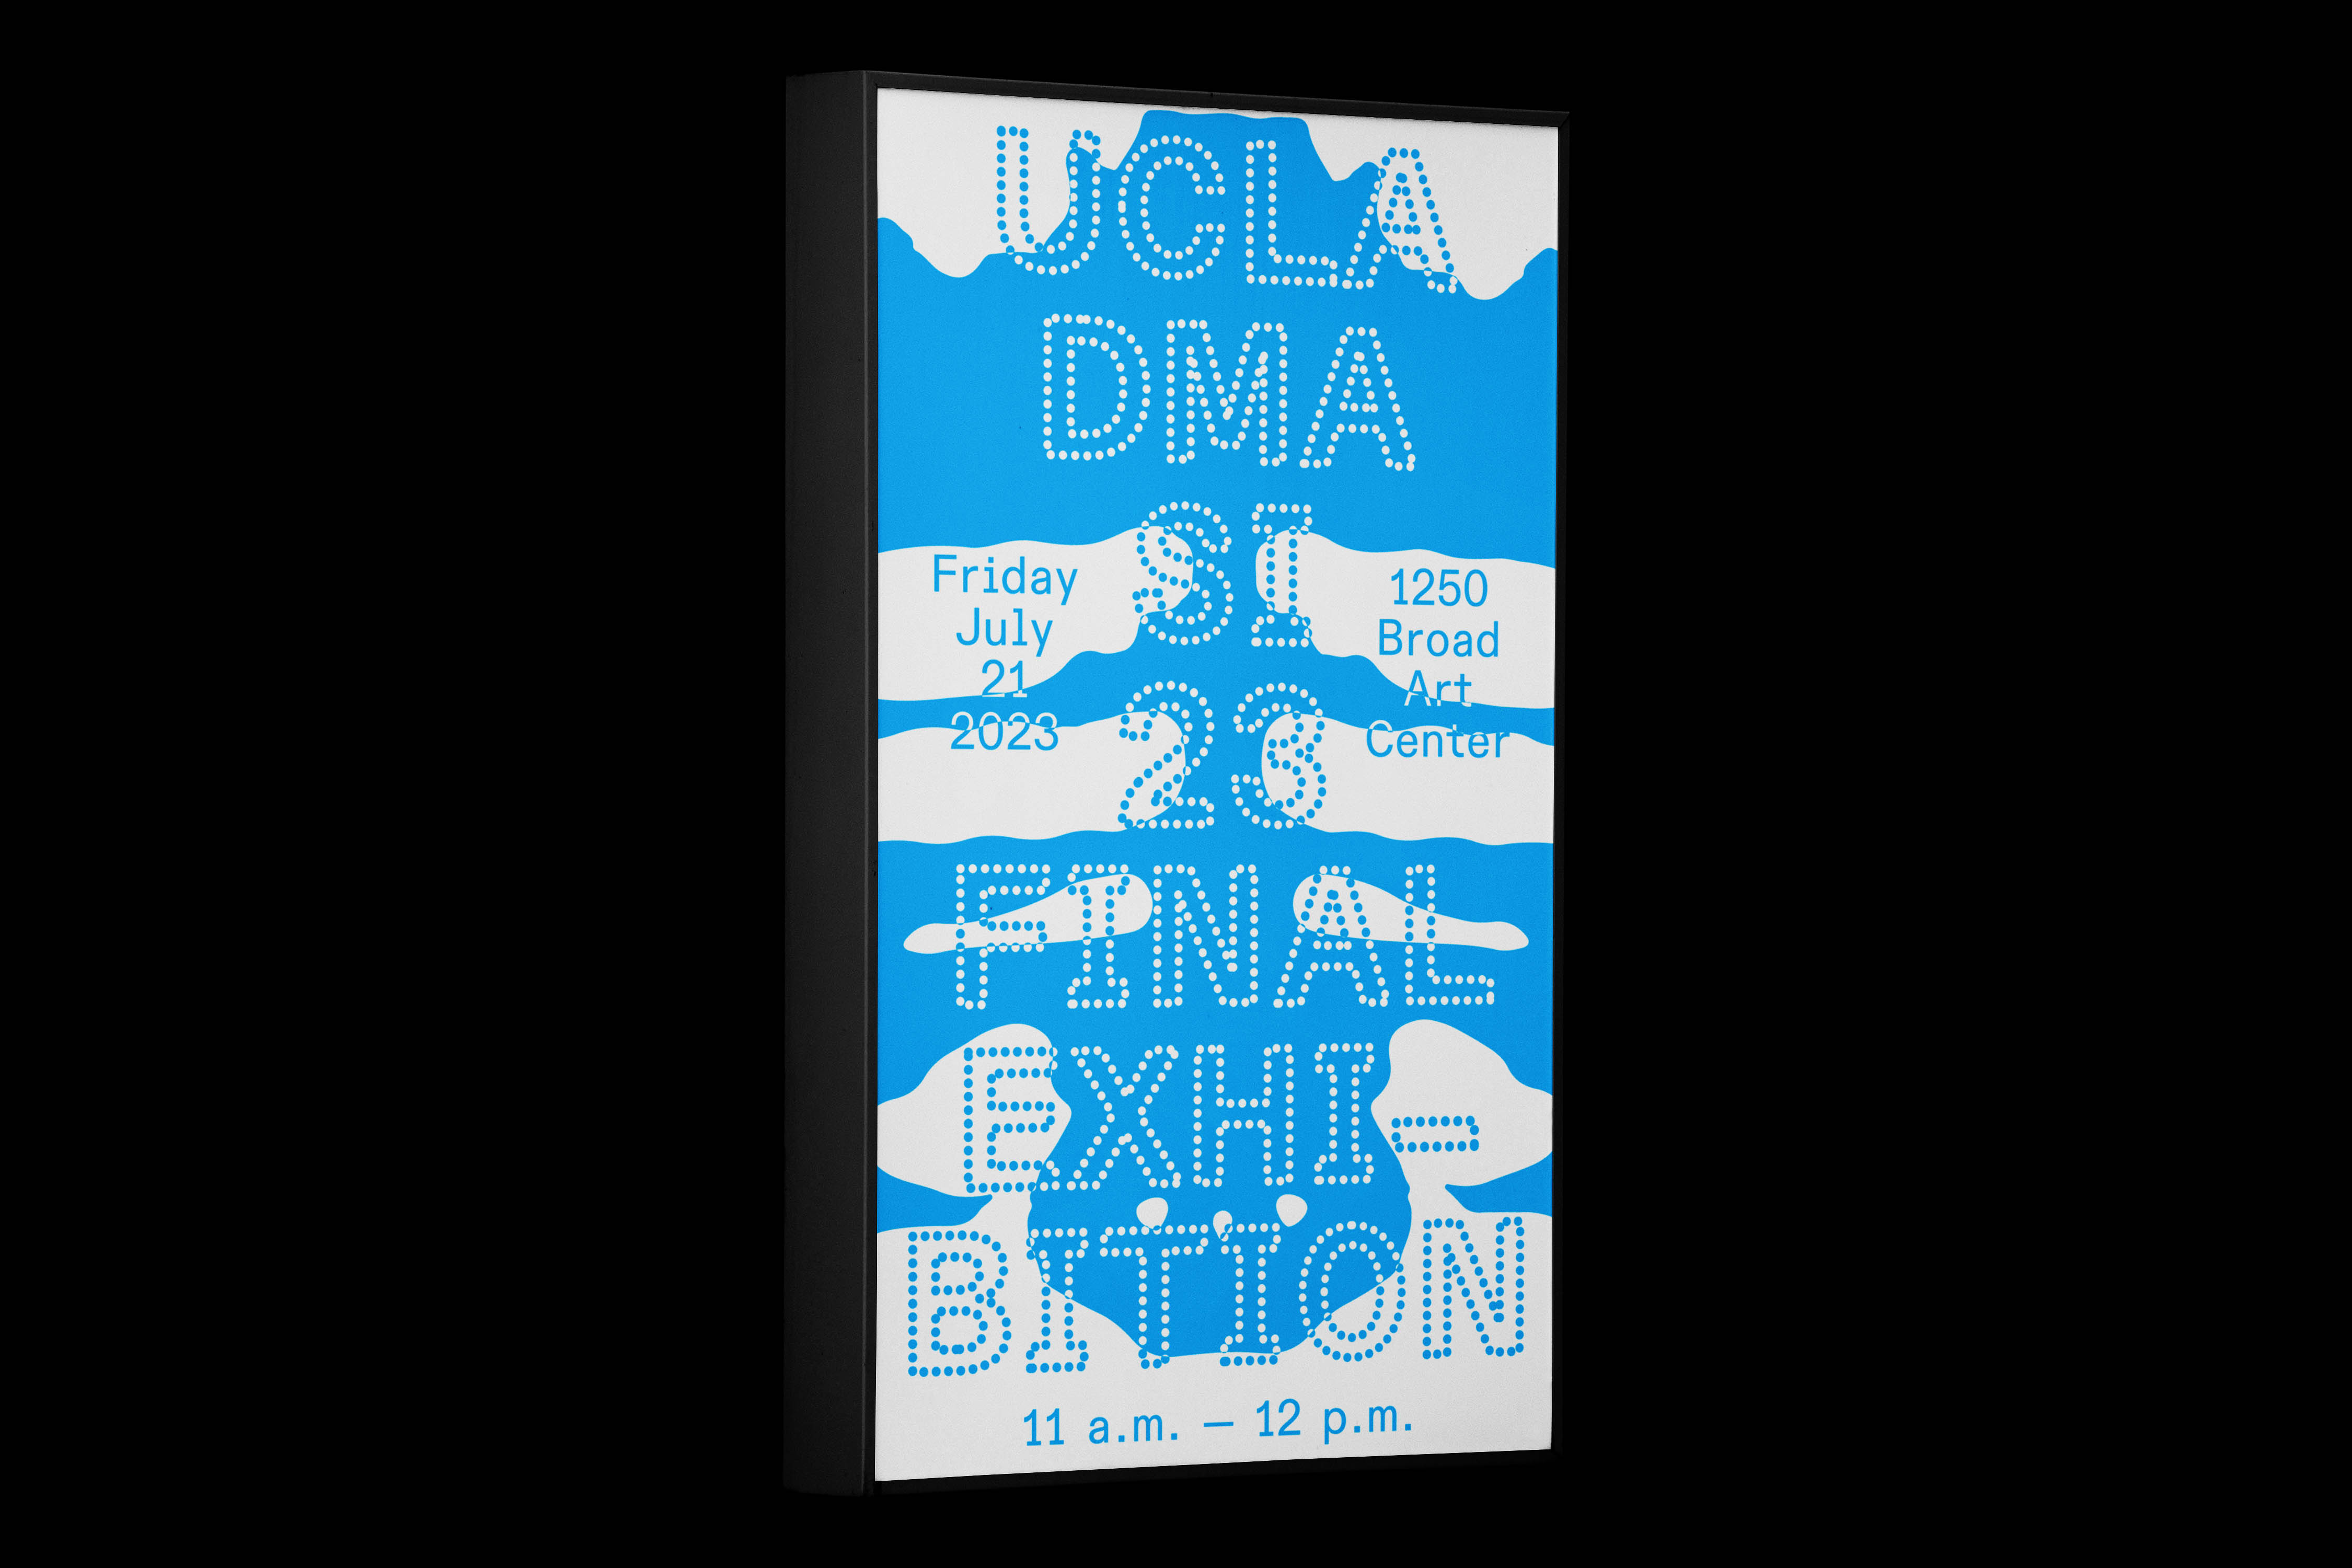 UCLA
DMA
SI
Friday
July
21
2023
1250
Broad
Art
Center
23
FINAL
EXHI-
BITION
11 a.m. — 12 p.m.